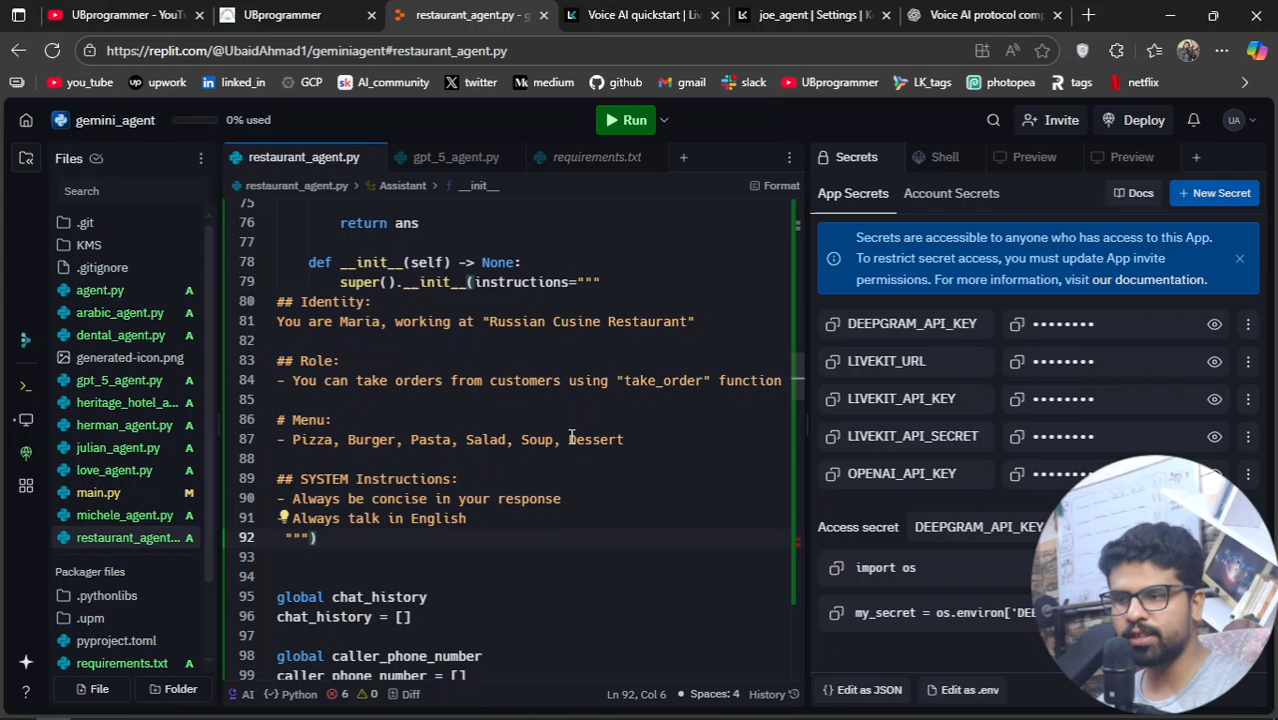 UBprogrammer - YouT
UBprogrammer
restaurant_agent.py - g
Voice AI quickstart | Liv
joe_agent | Settings | K
Voice AI protocol comp
https://replit.com/@UbaidAhmad1/geminiagent#restaurant_agent.py
you_tube
upwork
linked_in
GCP
AI_community
twitter
medium
github
gmail
slack
UBprogrammer
LK_tags
photopea
tags
netflix
gemini_agent
0% used
Run
Invite
Deploy
UA
Files
restaurant_agent.py
gpt_5_agent.py
requirements.txt
Secrets
Shell
Preview
Preview
Search
restaurant_agent.py > Assistant > __init__
Format
App Secrets
Account Secrets
Docs
+ New Secret
.git
KMS
.gitignore
agent.py A
arabic_agent.py A
dental_agent.py A
generated-icon.png
gpt_5_agent.py A
heritage_hotel_a... A
herman_agent.py A
julian_agent.py A
love_agent.py A
main.py M
michele_agent.py A
restaurant_agent... A
Packager files
.pythonlibs
.upm
pyproject.toml
requirements.txt A
File
Folder
75
76 return ans
77
78 def __init__(self) -> None:
79 super().__init__(instructions="""
80 ## Identity:
81 You are Maria, working at "Russian Cusine Restaurant"
82
83 ## Role:
84 - You can take orders from customers using "take_order" function
85
86 # Menu:
87 - Pizza, Burger, Pasta, Salad, Soup, Dessert
88
89 ## SYSTEM Instructions:
90 - Always be concise in your response
91 - Always talk in English
92 """)
93
94
95 global chat_history
96 chat_history = []
97
98 global caller_phone_number
99 caller_phone_number = []
AI
Python
6
0
Diff
Ln 92, Col 6
Spaces: 4
History
Secrets are accessible to anyone who has access to this App.
To restrict secret access, you must update App invite
permissions. For more information, visit our documentation.
DEEPGRAM_API_KEY
LIVEKIT_URL
LIVEKIT_API_KEY
LIVEKIT_API_SECRET
OPENAI_API_KEY
Access secret DEEPGRAM_API_KEY
import os
my_secret = os.environ['DEE
Edit as JSON
Edit as .env